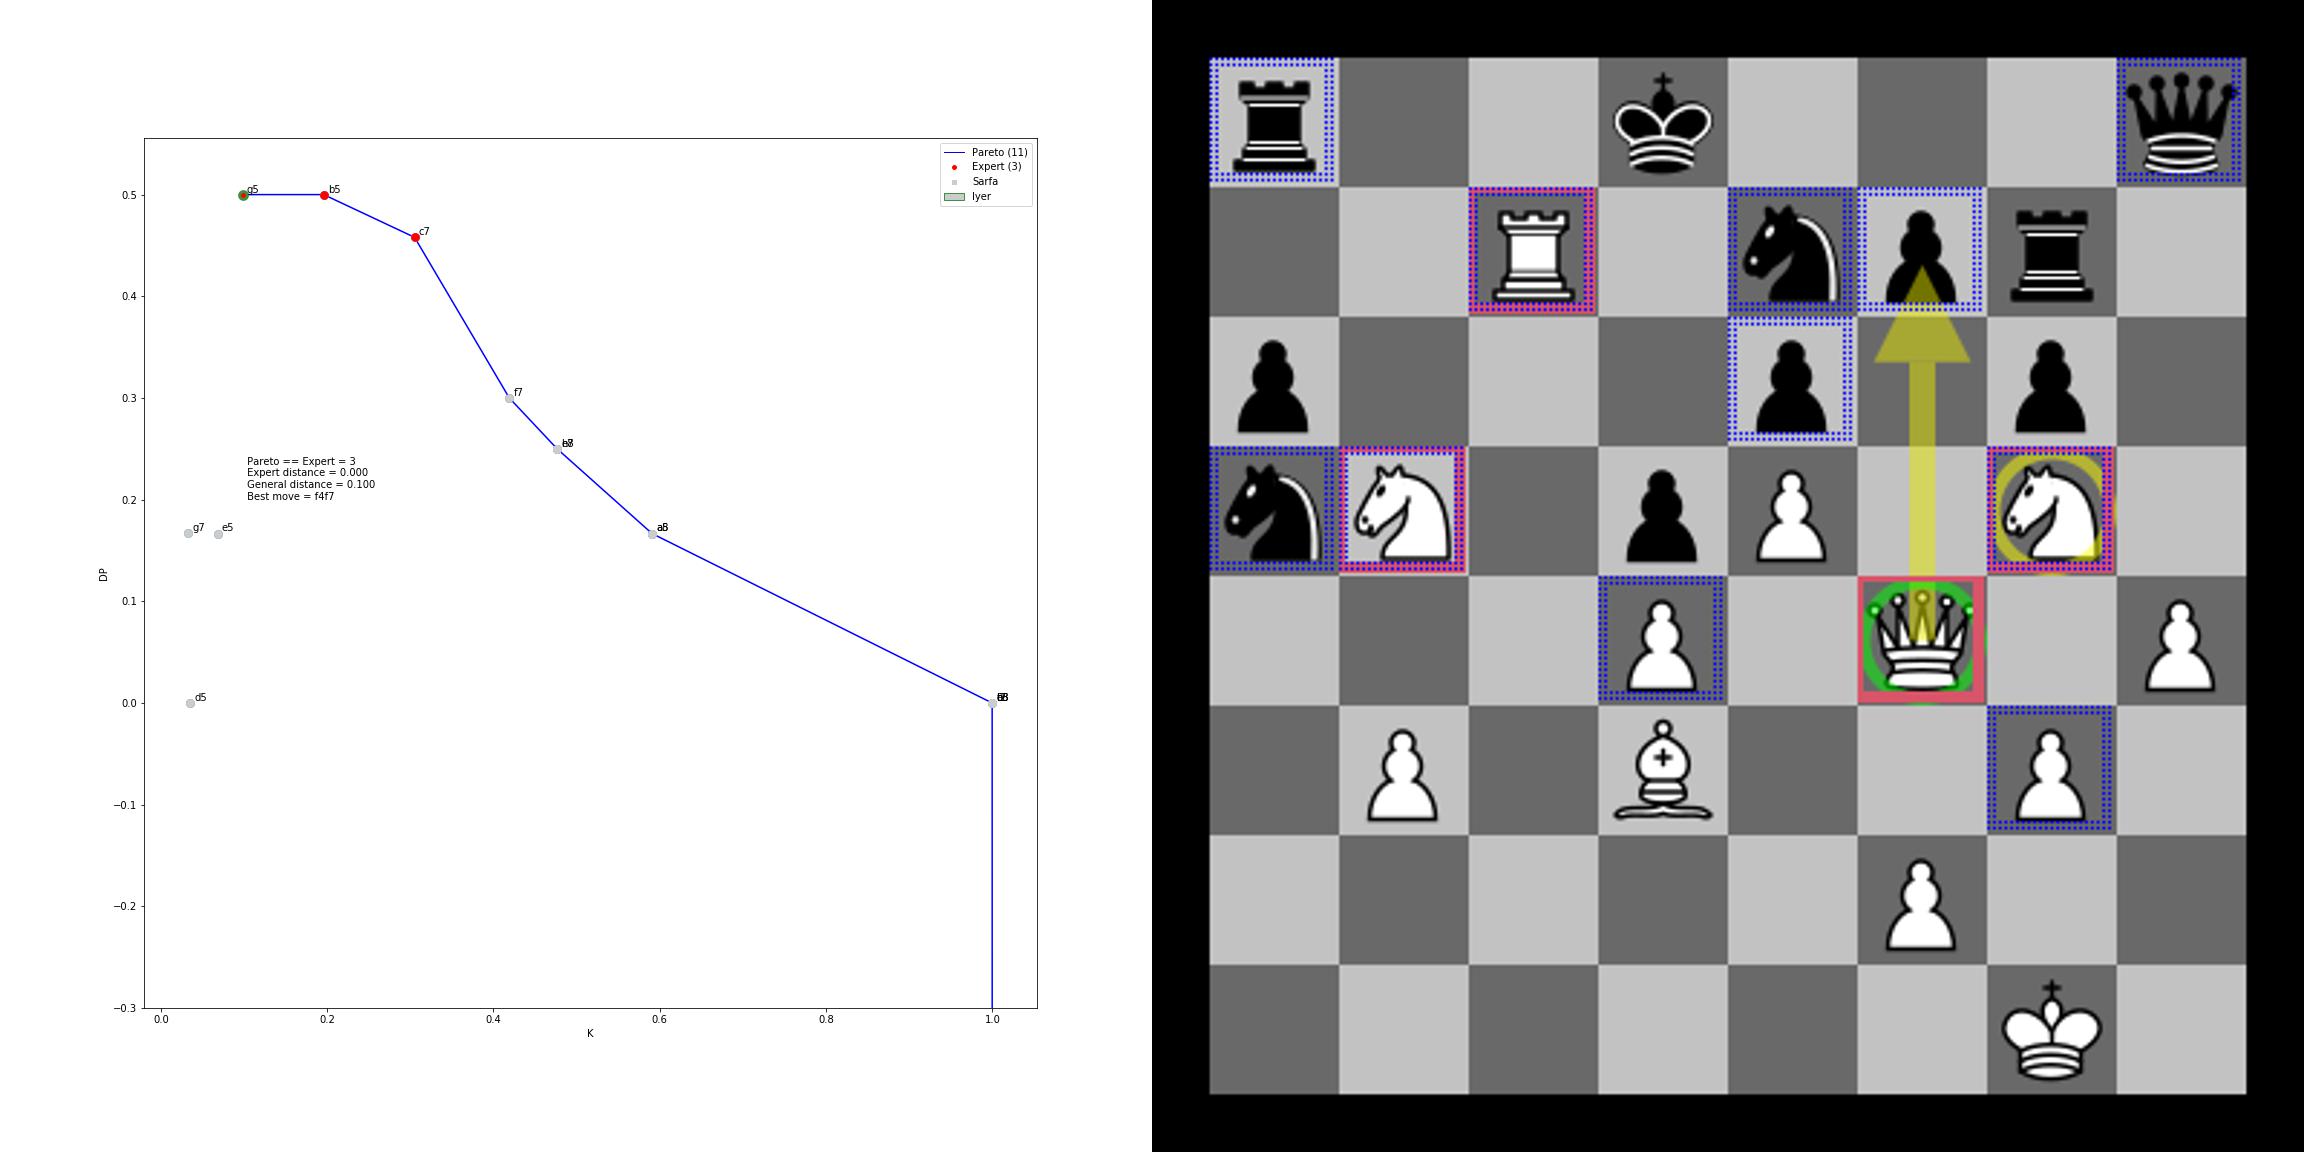 Pareto (11)
Expert (3)
Sarfa
Iyer
g5
b5
c7
f7
Pareto == Expert = 3
Expert distance = 0.000
General distance = 0.100
Best move = f4f7
g7
e5
d5
DP
0.5
0.4
0.3
0.2
0.1
0.0
−0.1
−0.2
−0.3
0.0 0.2 0.4 0.6 0.8 1.0
K